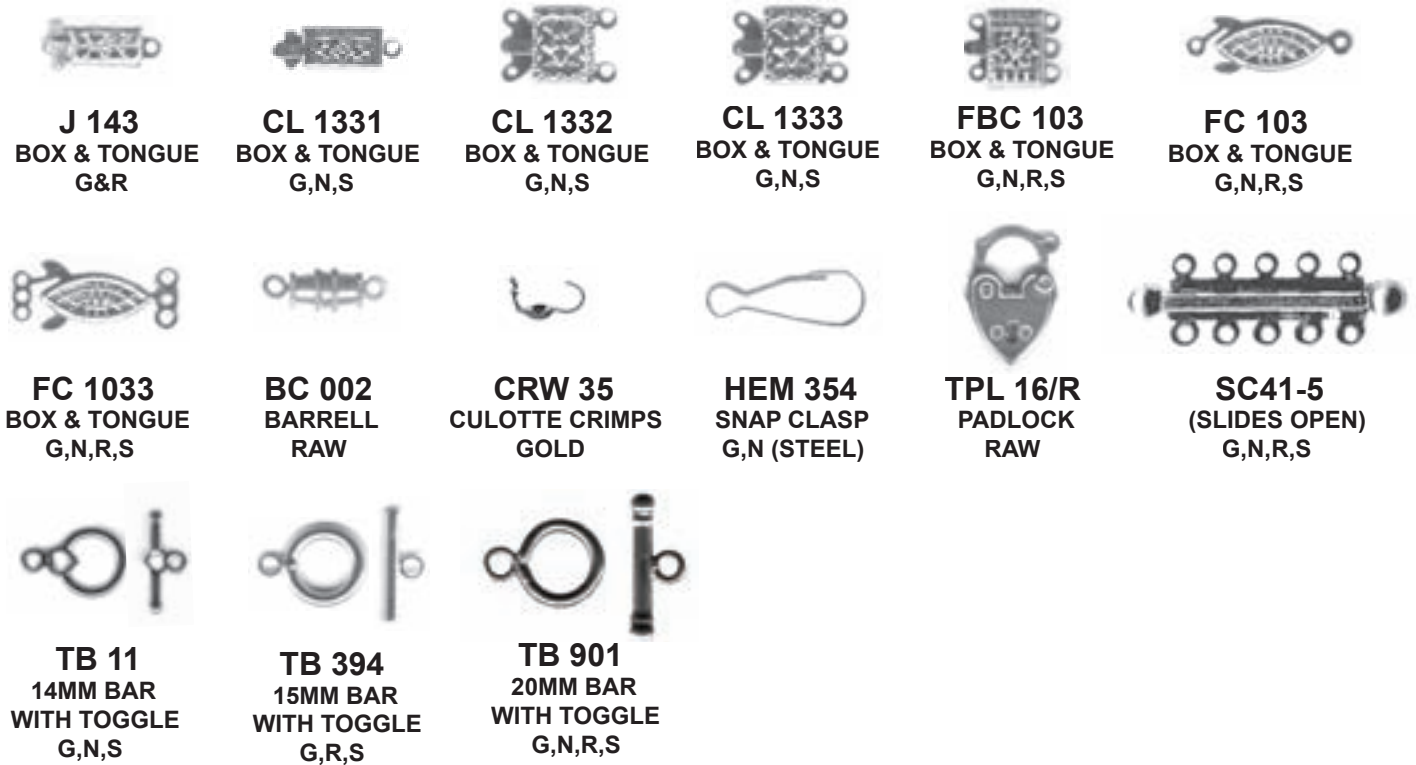 J 143
BOX & TONGUE
G&R
CL 1331
BOX & TONGUE
G,N,S
CL 1332
BOX & TONGUE
G,N,S
CL 1333
BOX & TONGUE
G,N,S
FBC 103
BOX & TONGUE
G,N,R,S
FC 103
BOX & TONGUE
G,N,R,S
FC 1033
BOX & TONGUE
G,N,R,S
BC 002
BARRELL
RAW
CRW 35
CULOTTE CRIMPS
GOLD
HEM 354
SNAP CLASP
G,N (STEEL)
TPL 16/R
PADLOCK
RAW
SC41-5
(SLIDES OPEN)
G,N,R,S
TB 11
14MM BAR
WITH TOGGLE
G,N,S
TB 394
15MM BAR
WITH TOGGLE
G,R,S
TB 901
20MM BAR
WITH TOGGLE
G,N,R,S